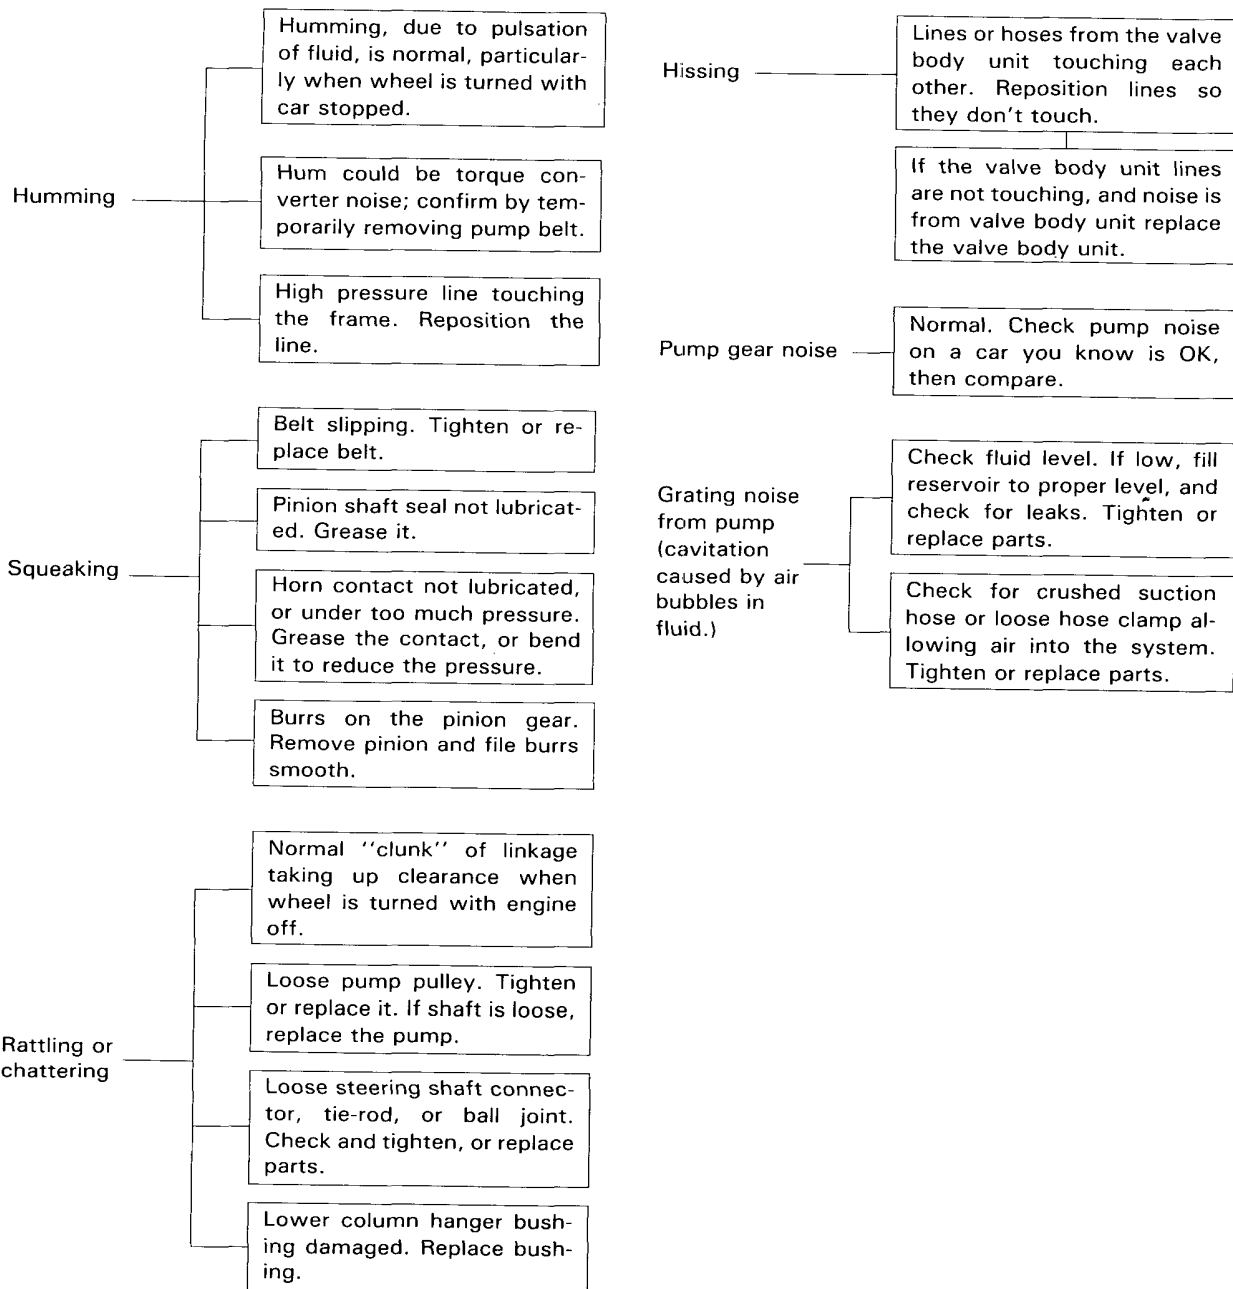 Humming
Humming, due to pulsation
of fluid, is normal, particular-
ly when wheel is turned with
car stopped.
Hum could be torque con-
verter noise; confirm by tem-
porarily removing pump belt.
High pressure line touching
the frame. Reposition the
line.
Squeaking
Belt slipping. Tighten or re-
place belt.
Pinion shaft seal not lubricat-
ed. Grease it.
Horn contact not lubricated,
or under too much pressure.
Grease the contact, or bend
it to reduce the pressure.
Burrs on the pinion gear.
Remove pinion and file burrs
smooth.
Rattling or
chattering
Normal ''clunk'' of linkage
taking up clearance when
wheel is turned with engine
off.
Loose pump pulley. Tighten
or replace it. If shaft is loose,
replace the pump.
Loose steering shaft connec-
tor, tie-rod, or ball joint.
Check and tighten, or replace
parts.
Lower column hanger bush-
ing damaged. Replace bush-
ing.
Hissing
Lines or hoses from the valve
body unit touching each
other. Reposition lines so
they don't touch.
If the valve body unit lines
are not touching, and noise is
from valve body unit replace
the valve body unit.
Pump gear noise
Normal. Check pump noise
on a car you know is OK,
then compare.
Grating noise
from pump
(cavitation
caused by air
bubbles in
fluid.)
Check fluid level. If low, fill
reservoir to proper level, and
check for leaks. Tighten or
replace parts.
Check for crushed suction
hose or loose hose clamp al-
lowing air into the system.
Tighten or replace parts.